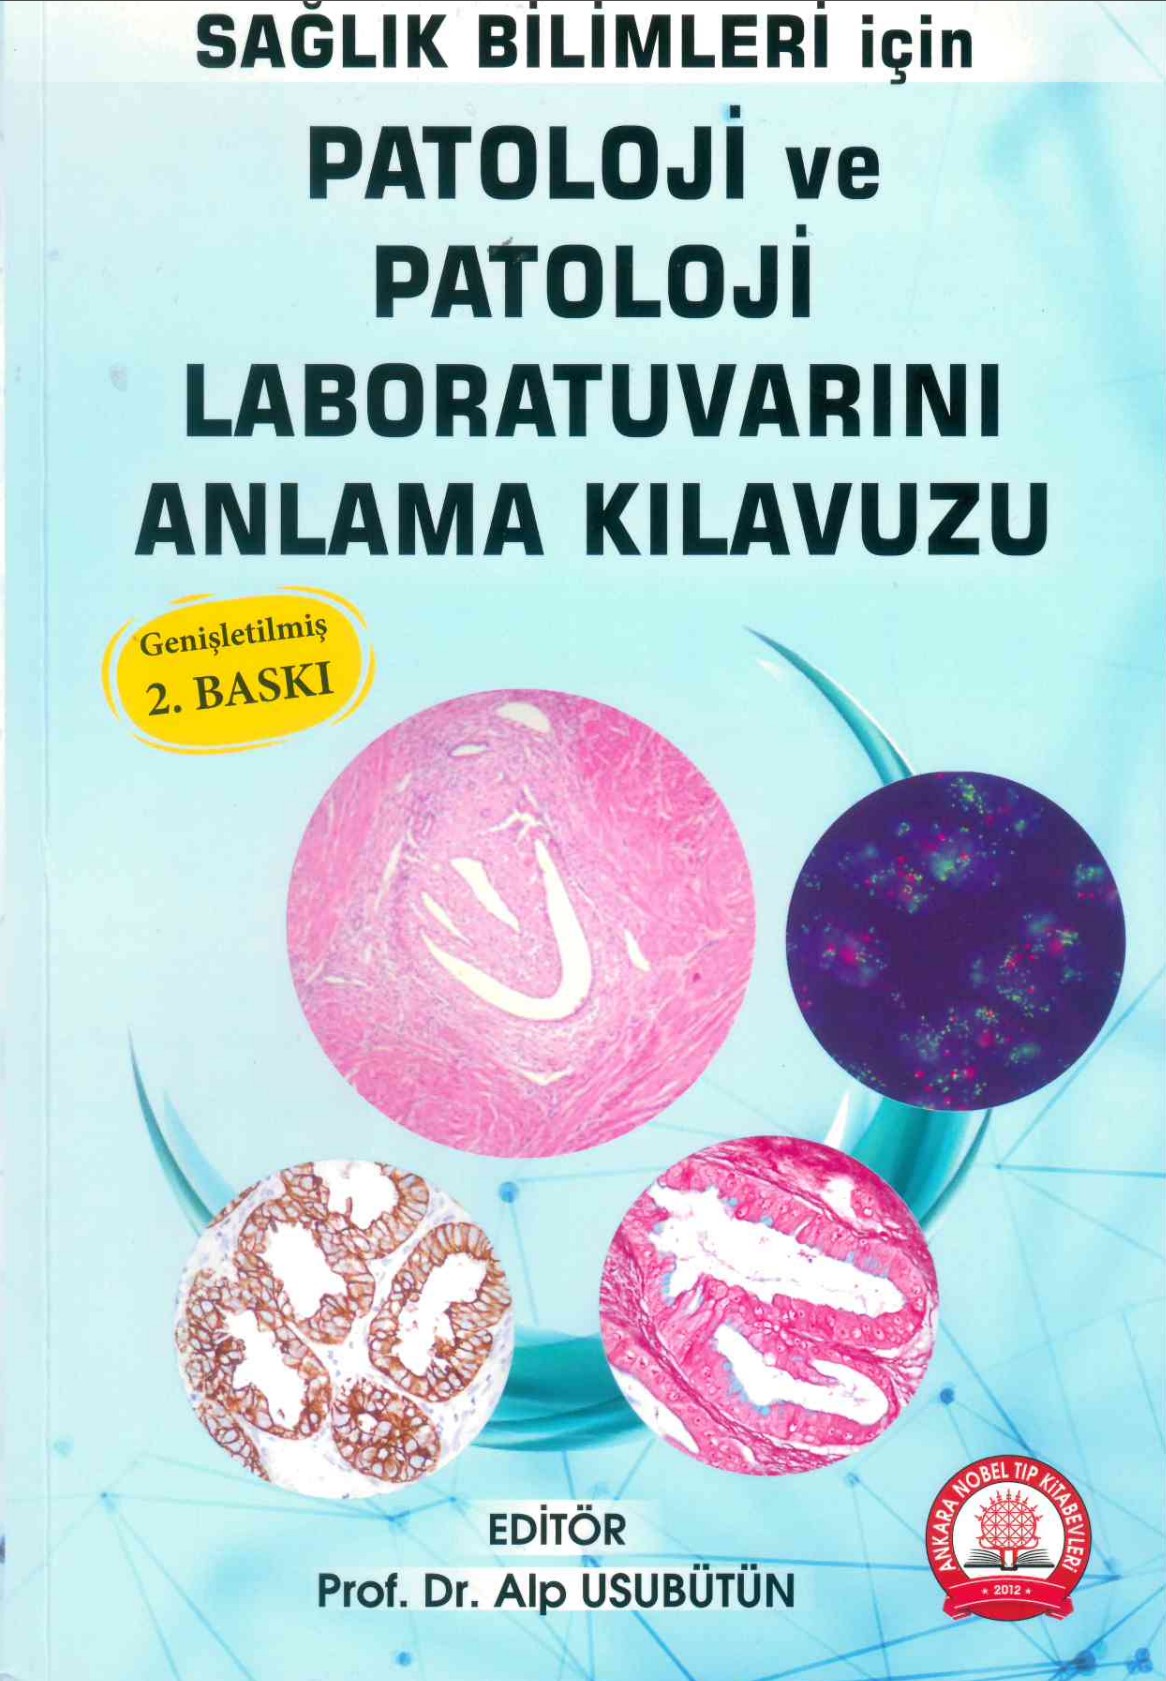 SAĞLIK BİLİMLERİ için
PATOLOJİ ve
PATOLOJİ
LABORATUVARINI
ANLAMA KILAVUZU
Genişletilmiş
2. BASKI
EDİTÖR
Prof. Dr. Alp USUBÜTÜN
ANKARA NOBEL TIP KİTABEVLERİ
* 2012 *